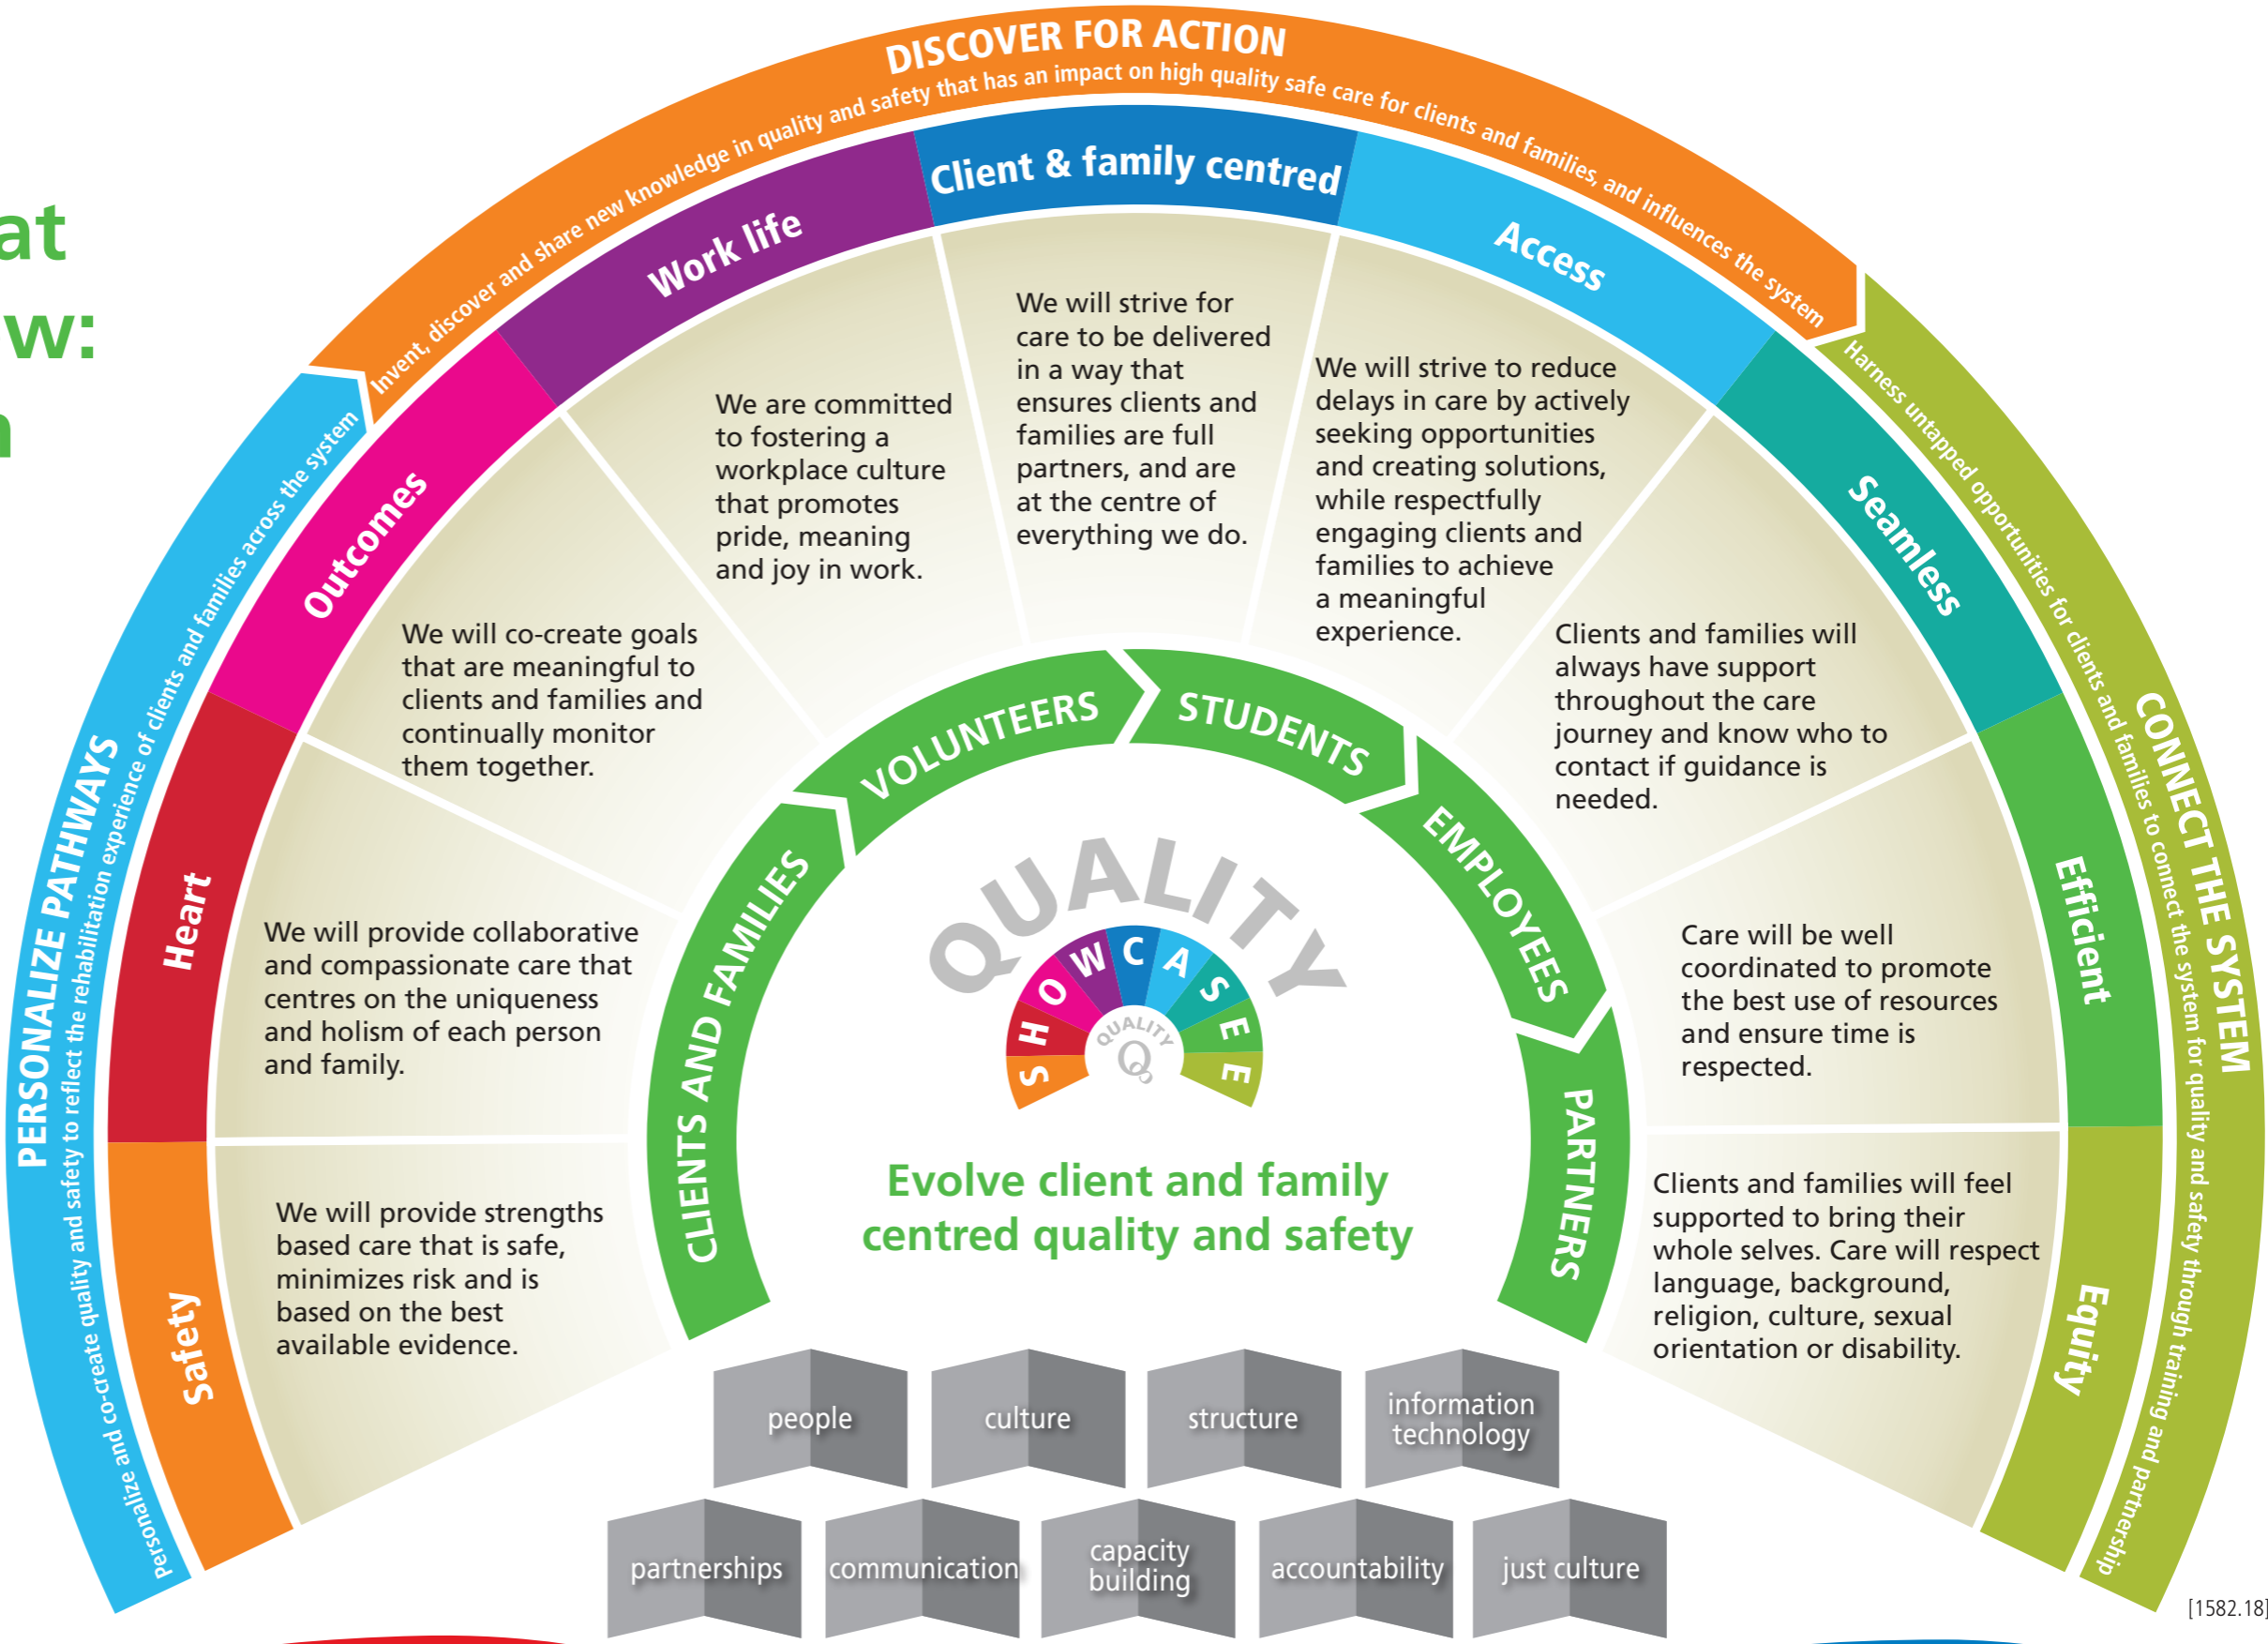 at
w:
DISCOVER FOR ACTION
Invent, discover and share new knowledge in quality and safety that has an impact on high quality safe care for clients and families, and influences the system
PERSONALIZE PATHWAYS
Personalize and co-create quality and safety to reflect the rehabilitation experience of clients and families across the system
CONNECT THE SYSTEM
Harness untapped opportunities for clients and families to connect the system for quality and safety through training and partnership
Safety
We will provide strengths
based care that is safe,
minimizes risk and is
based on the best
available evidence.
Heart
We will provide collaborative
and compassionate care that
centres on the uniqueness
and holism of each person
and family.
Outcomes
We will co-create goals
that are meaningful to
clients and families and
continually monitor
them together.
Work life
We are committed
to fostering a
workplace culture
that promotes
pride, meaning
and joy in work.
Client & family centred
We will strive for
care to be delivered
in a way that
ensures clients and
families are full
partners, and are
at the centre of
everything we do.
Access
We will strive to reduce
delays in care by actively
seeking opportunities
and creating solutions,
while respectfully
engaging clients and
families to achieve
a meaningful
experience.
Seamless
Clients and families will
always have support
throughout the care
journey and know who to
contact if guidance is
needed.
Efficient
Care will be well
coordinated to promote
the best use of resources
and ensure time is
respected.
Equity
Clients and families will feel
supported to bring their
whole selves. Care will respect
language, background,
religion, culture, sexual
orientation or disability.
CLIENTS AND FAMILIES
VOLUNTEERS
STUDENTS
EMPLOYEES
PARTNERS
QUALITY
S H O W C A S E E
QUALITY
Q
Evolve client and family
centred quality and safety
people
culture
structure
information
technology
partnerships
communication
capacity
building
accountability
just culture
[1582.18]